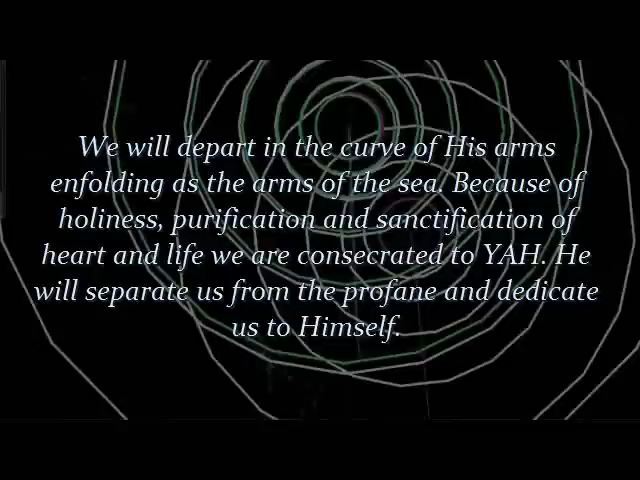 We will depart in the curve of His arms
enfolding as the arms of the sea. Because of
holiness, purification and sanctification of
heart and life we are consecrated to YAH. He
will separate us from the profane and dedicate
us to Himself.